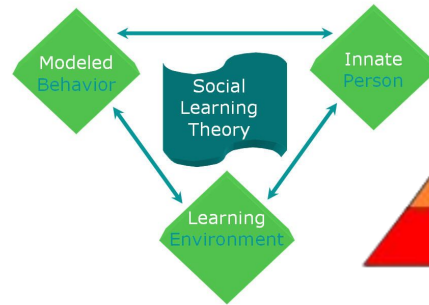 Modeled
Behavior
Social
Learning
Theory
Innate
Person
Learning
Environment